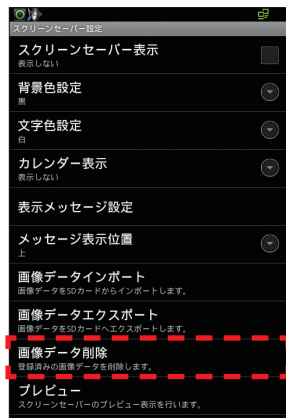 スクリーンセーバー設定
スクリーンセーバー表示
表示しない
背景色設定
黒
文字色設定
白
カレンダー表示
表示しない
表示メッセージ設定
メッセージ表示位置
上
画像データインポート
画像データをSDカードからインポートします。
画像データエクスポート
画像データをSDカードへエクスポートします。
画像データ削除
登録済みの画像データを削除します。
プレビュー
スクリーンセーバーのプレビュー表示を行います。